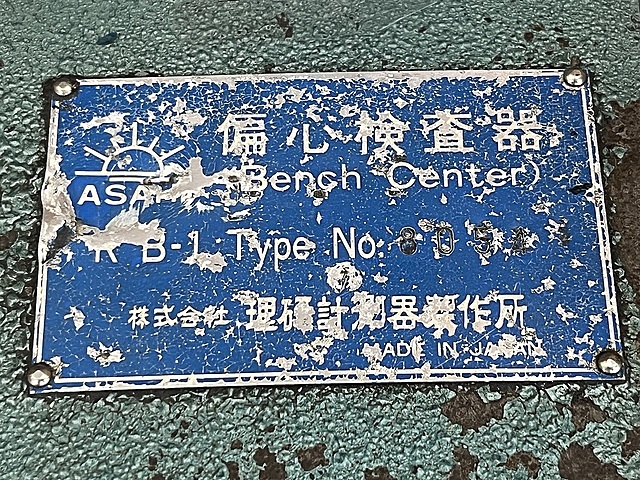 偏心検査器
(Bench Center)
B-1 Type No.
株式会社 理研計測器製作所
MADE IN JAPAN